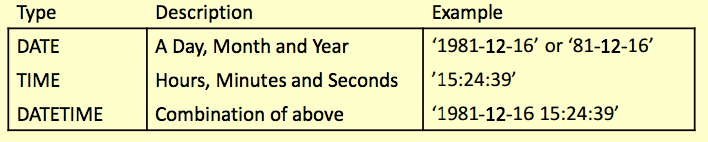 Type Description Example
DATE A Day, Month and Year ‘1981-12-16’ or ‘81-12-16’
TIME Hours, Minutes and Seconds ’15:24:39’
DATETIME Combination of above ‘1981-12-16 15:24:39’